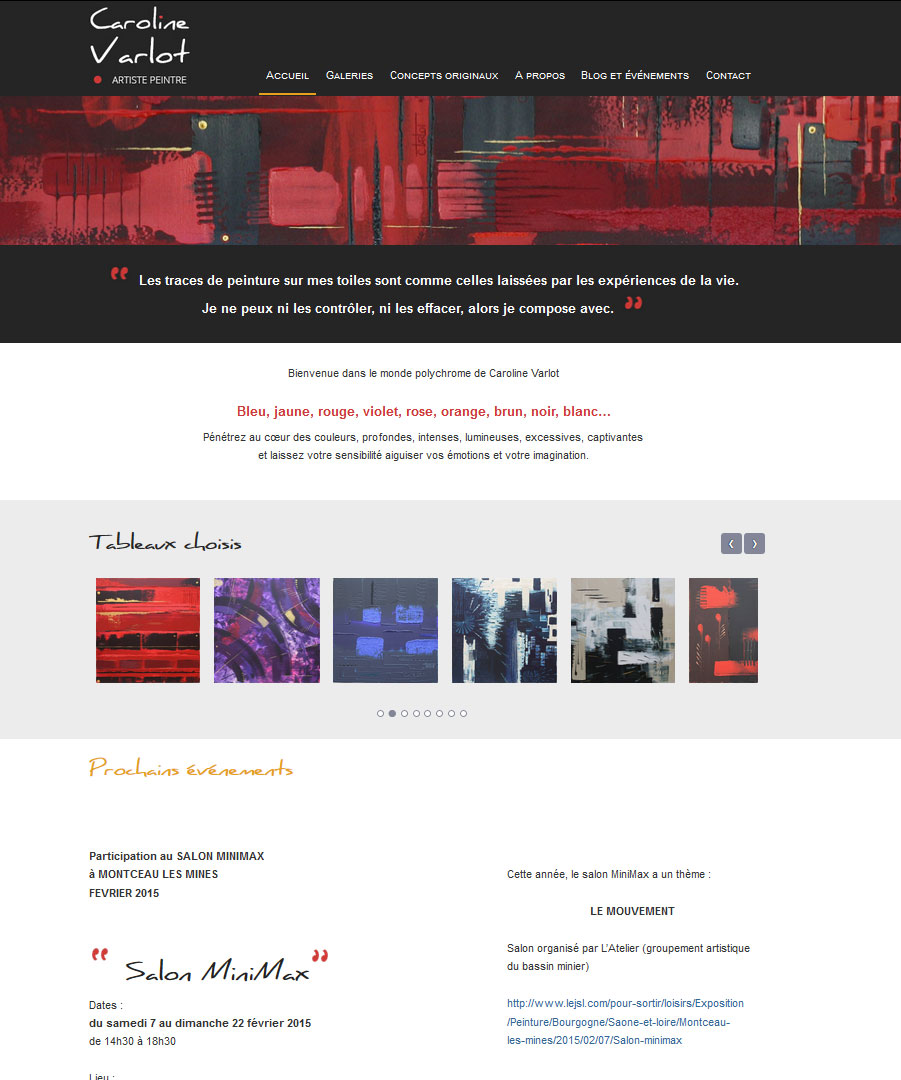 Caroline
Varlot
ARTISTE PEINTRE
Accueil Galeries Concepts originaux A propos Blog et événements Contact
Les traces de peinture sur mes toiles sont comme celles laissées par les expériences de la vie.
Je ne peux ni les contrôler, ni les effacer, alors je compose avec.
Bienvenue dans le monde polychrome de Caroline Varlot
Bleu, jaune, rouge, violet, rose, orange, brun, noir, blanc…
Pénétrez au cœur des couleurs, profondes, intenses, lumineuses, excessives, captivantes
et laissez votre sensibilité aiguiser vos émotions et votre imagination.
Tableaux choisis
Prochains événements
Participation au SALON MINIMAX
à MONTCEAU LES MINES
FEVRIER 2015
“ Salon MiniMax ”
Dates :
du samedi 7 au dimanche 22 février 2015
de 14h30 à 18h30
Lieu :
Cette année, le salon MiniMax a un thème :
LE MOUVEMENT
Salon organisé par L'Atelier (groupement artistique
du bassin minier)
http://www.lejsl.com/pour-sortir/loisirs/Exposition
/Peinture/Bourgogne/Saone-et-loire/Montceau-
les-mines/2015/02/07/Salon-minimax